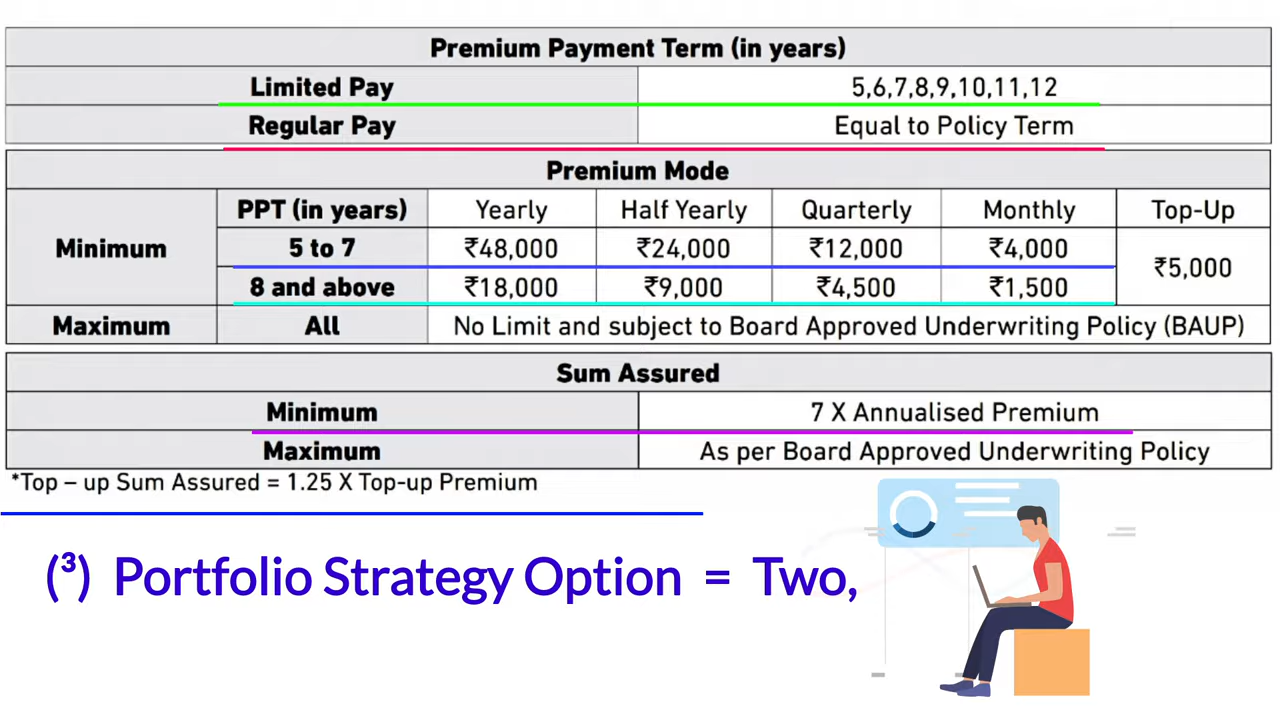 Premium Payment Term (in years)
Limited Pay 5,6,7,8,9,10,11,12
Regular Pay Equal to Policy Term
Premium Mode
PPT (in years) Yearly Half Yearly Quarterly Monthly Top-Up
Minimum 5 to 7 ₹48,000 ₹24,000 ₹12,000 ₹4,000 ₹5,000
8 and above ₹18,000 ₹9,000 ₹4,500 ₹1,500
Maximum All No Limit and subject to Board Approved Underwriting Policy (BAUP)
Sum Assured
Minimum 7 X Annualised Premium
Maximum As per Board Approved Underwriting Policy
*Top – up Sum Assured = 1.25 X Top-up Premium
(³) Portfolio Strategy Option = Two,